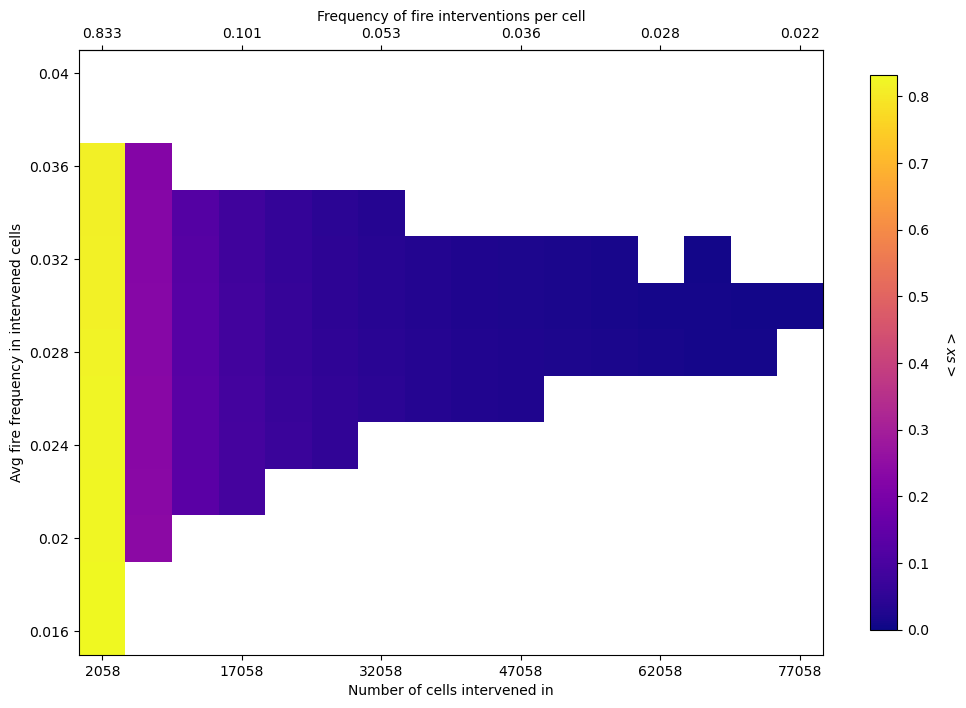 Frequency of fire interventions per cell
0.833 0.101 0.053 0.036 0.028 0.022
0.04
0.036
0.032
0.028
0.024
0.02
0.016
Avg fire frequency in intervened cells
2058 17058 32058 47058 62058 77058
Number of cells intervened in
0.8
0.7
0.6
0.5
0.4
0.3
0.2
0.1
0.0
< sx >